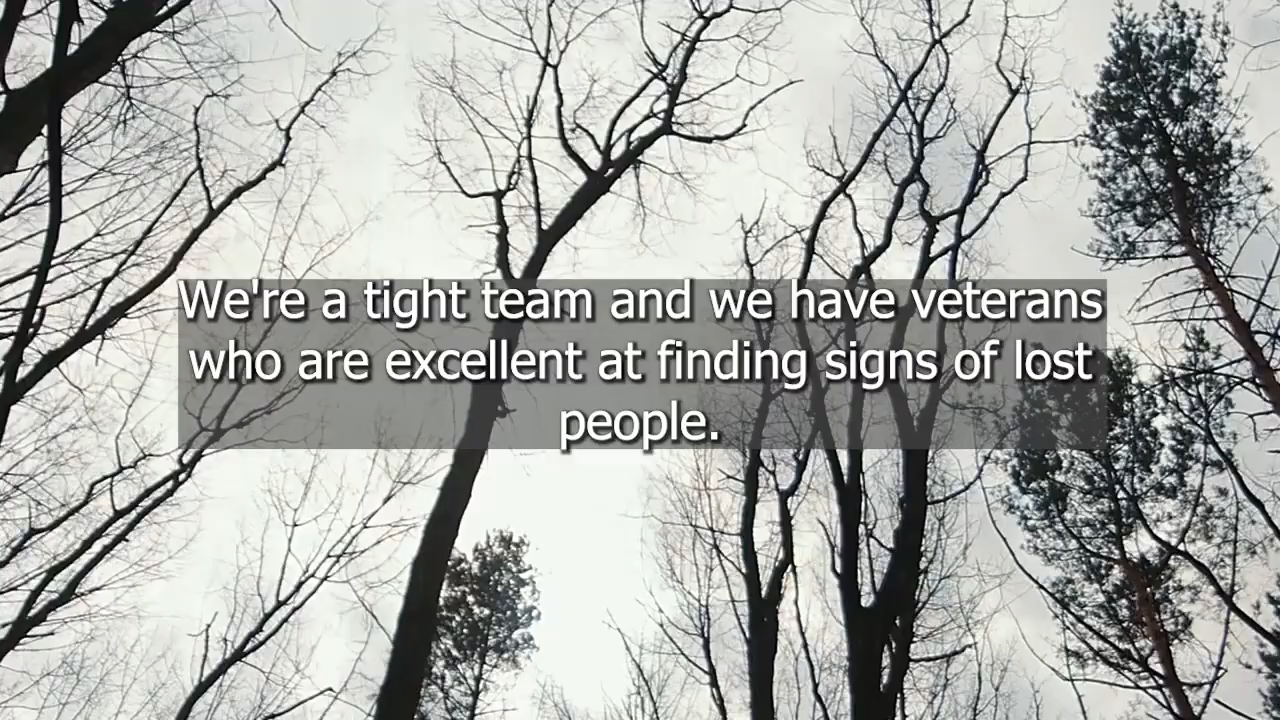 We're a tight team and we have veterans
who are excellent at finding signs of lost
people.